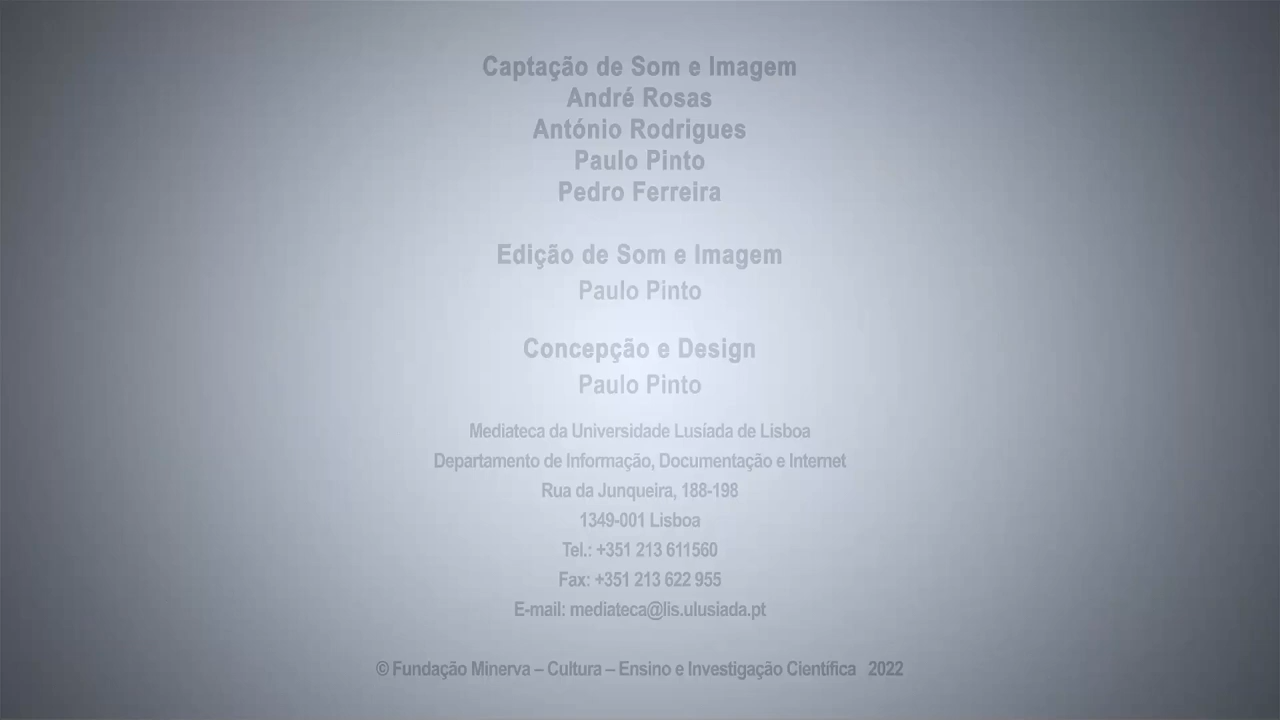 Captação de Som e Imagem
André Rosas
António Rodrigues
Paulo Pinto
Pedro Ferreira
Edição de Som e Imagem
Paulo Pinto
Concepção e Design
Paulo Pinto
Mediateca da Universidade Lusíada de Lisboa
Departamento de Informação, Documentação e Internet
Rua da Junqueira, 188-198
1349-001 Lisboa
Tel.: +351 213 611560
Fax: +351 213 622 955
E-mail: mediateca@lis.ulusiada.pt
© Fundação Minerva – Cultura – Ensino e Investigação Científica 2022